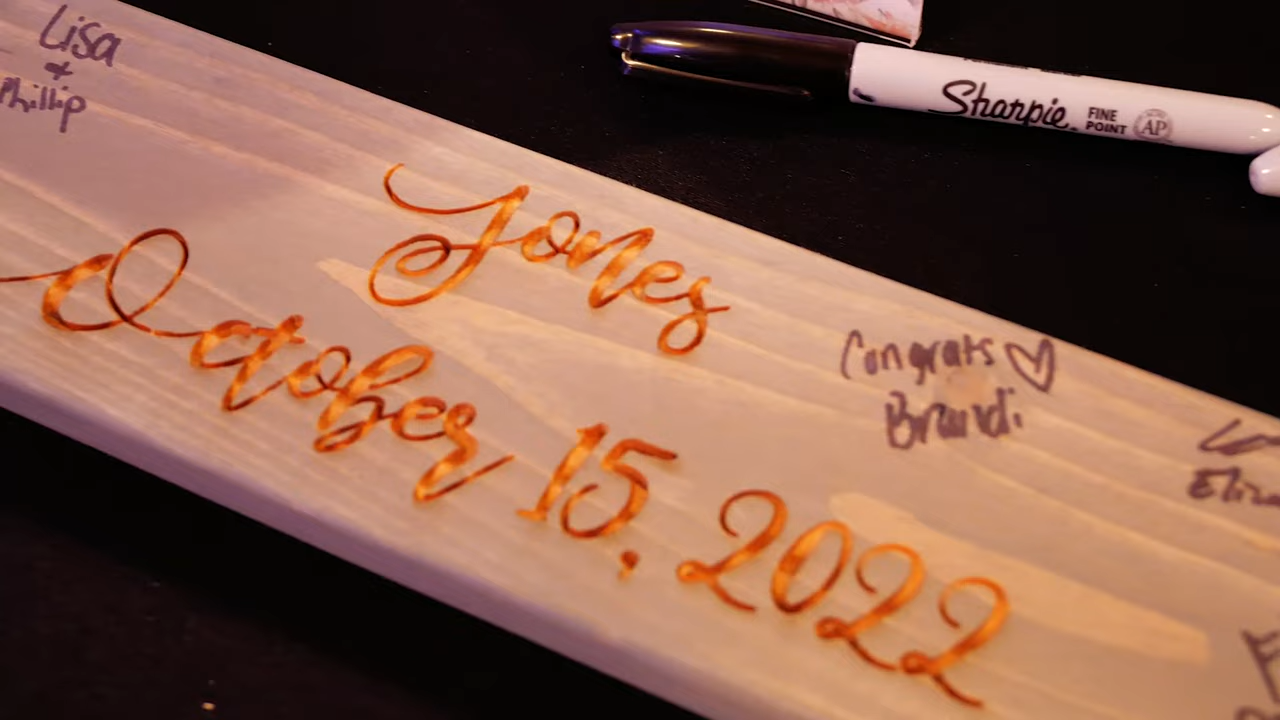 Lisa
+
Phillip
Sharpie
FINE
POINT
AP
Jones
October 15, 2022
Congrats ♡
Brandi